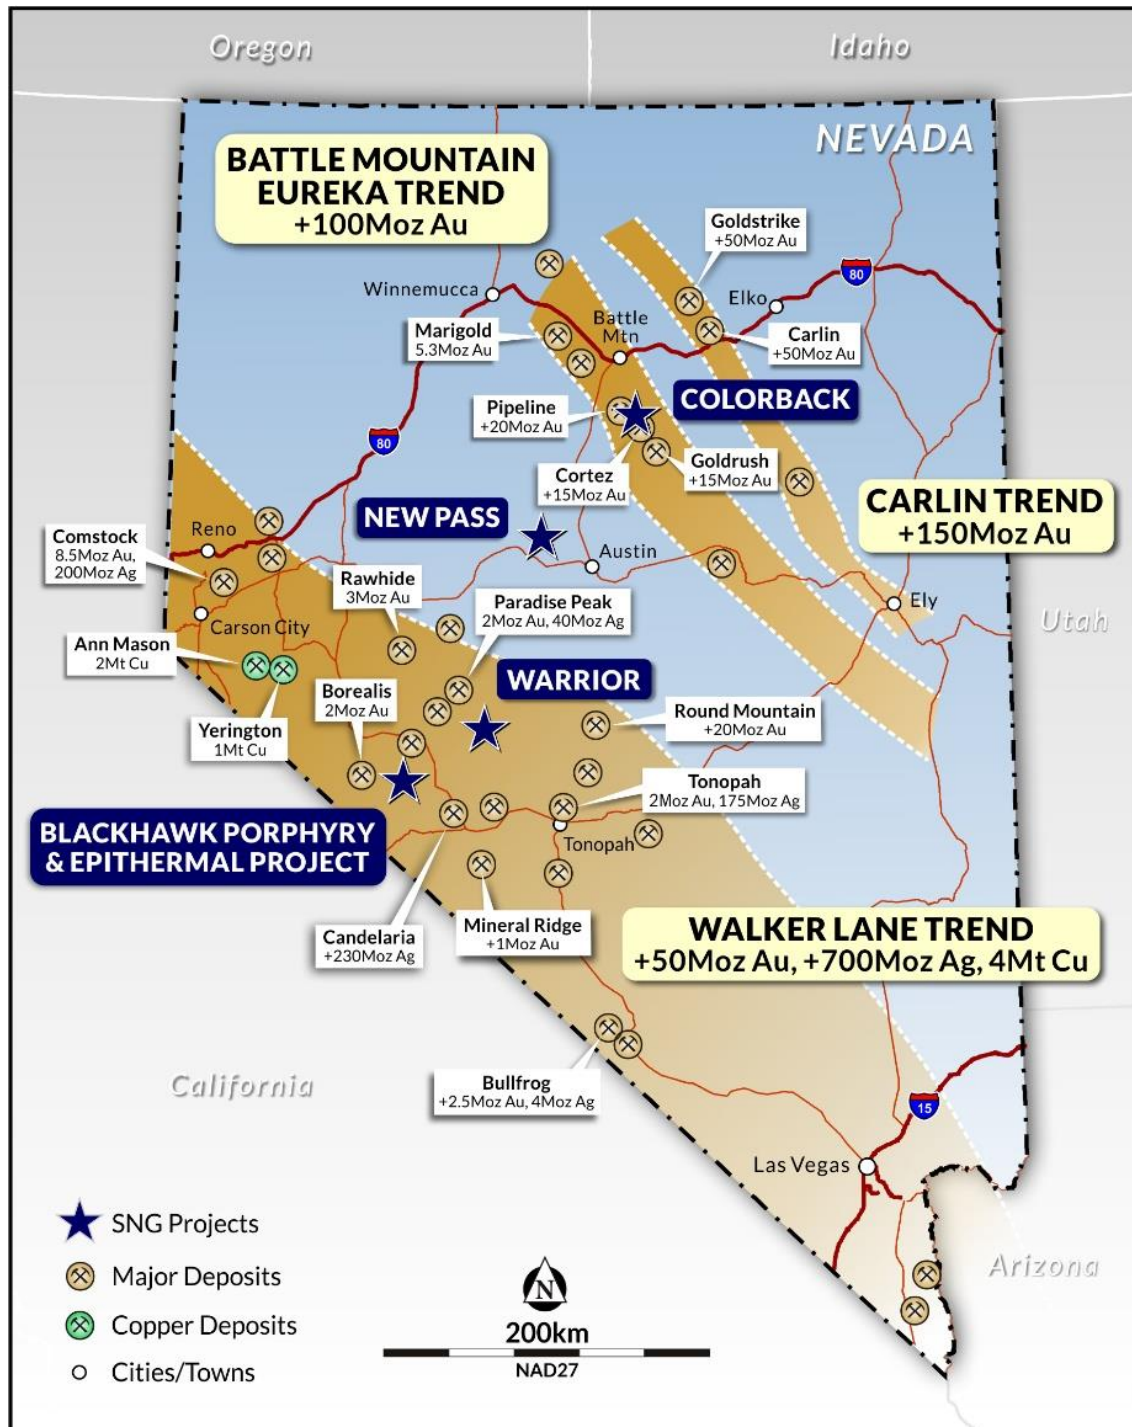 Oregon
Idaho
NEVADA
BATTLE MOUNTAIN
EUREKA TREND
+100Moz Au
Goldstrike
+50Moz Au
80
Winnemucca
Elko
Battle
Mtn
Marigold
5.3Moz Au
Carlin
+50Moz Au
COLORBACK
Pipeline
+20Moz Au
80
Goldrush
+15Moz Au
Cortez
+15Moz Au
CARLIN TREND
+150Moz Au
NEW PASS
Reno
Comstock
8.5Moz Au,
200Moz Ag
Austin
Rawhide
3Moz Au
Paradise Peak
2Moz Au, 40Moz Ag
Ely
Utah
Carson City
Ann Mason
2Mt Cu
WARRIOR
Borealis
2Moz Au
Yerington
1Mt Cu
Round Mountain
+20Moz Au
Tonopah
2Moz Au, 175Moz Ag
BLACKHAWK PORPHYRY
& EPITHERMAL PROJECT
Tonopah
Candelaria
+230Moz Ag
Mineral Ridge
+1Moz Au
WALKER LANE TREND
+50Moz Au, +700Moz Ag, 4Mt Cu
California
Bullfrog
+2.5Moz Au, 4Moz Ag
15
Las Vegas
Arizona
SNG Projects
Major Deposits
Copper Deposits
Cities/Towns
N
200km
NAD27